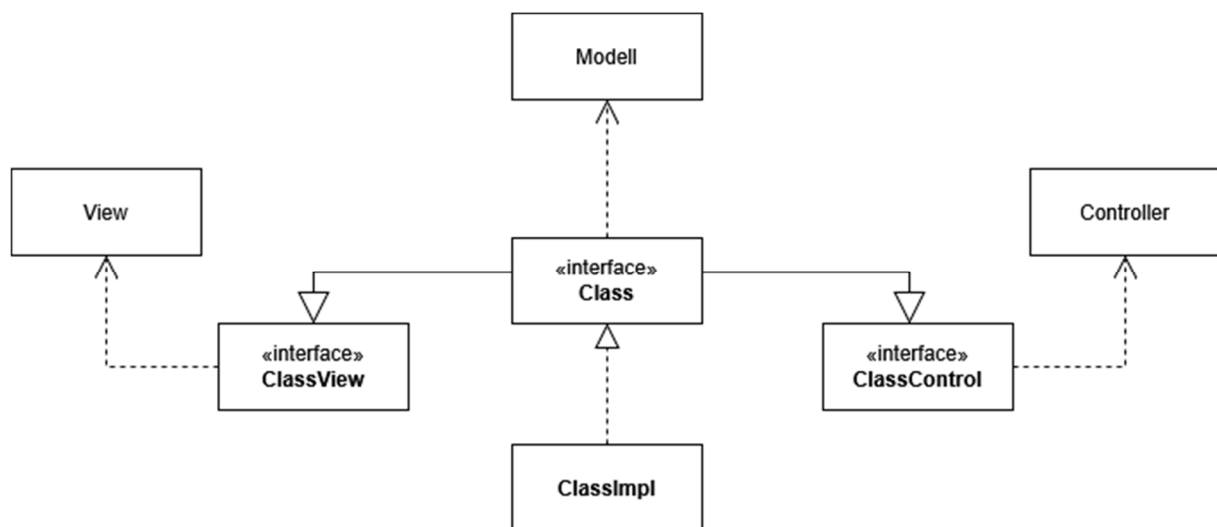 Modell
View
Controller
«interface»
Class
«interface»
ClassView
«interface»
ClassControl
ClassImpl